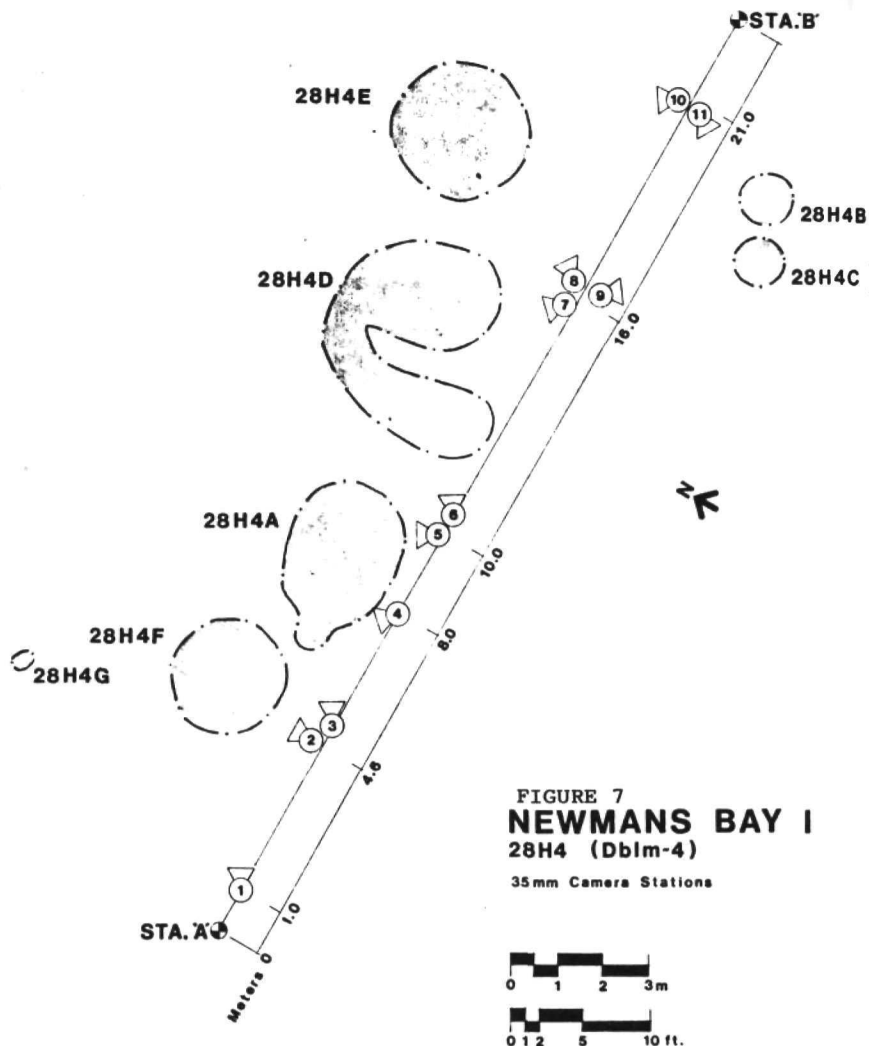 STA.'B'
28H4E
10
11
21.0
28H4B
28H4C
28H4D
8
7
9
16.0
N
28H4A
6
5
10.0
4
8.0
28H4F
28H4G
3
2
4.6
FIGURE 7
NEWMANS BAY I
28H4 (DbIm-4)
35mm Camera Stations
1
1.0
STA.'A'
Meters 0
0 1 2 3 m
0 1 2 5 10 ft.